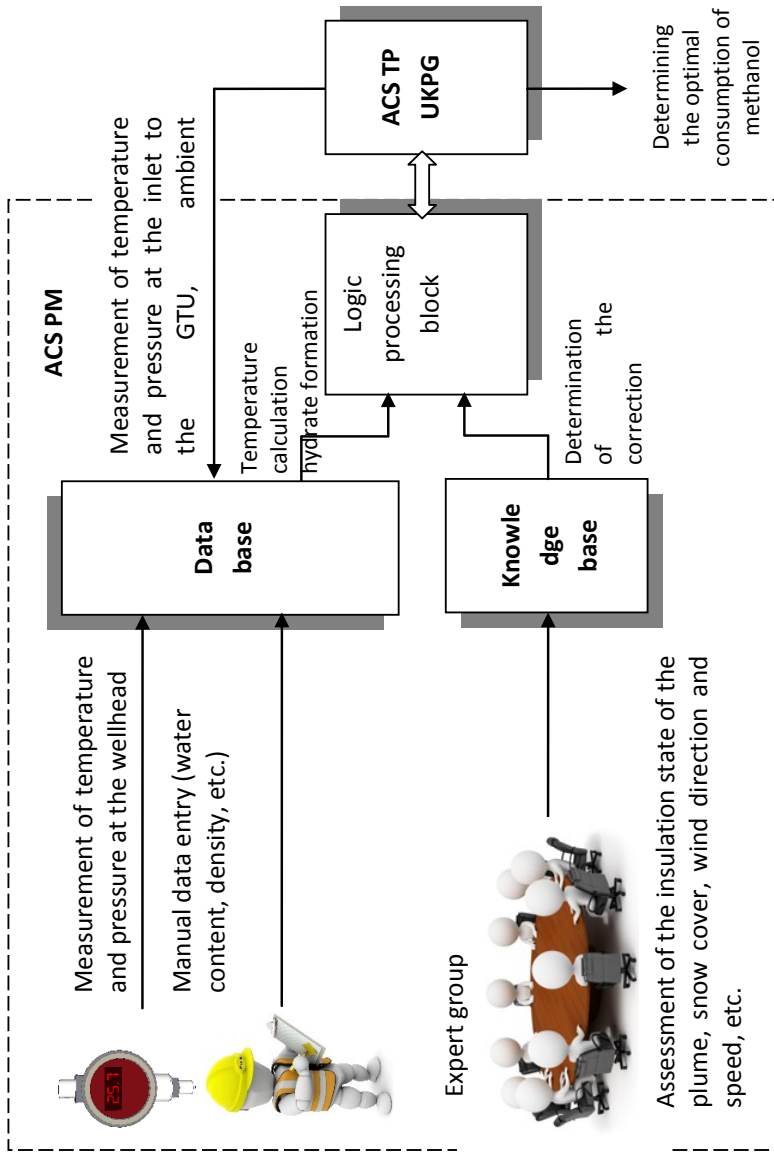 ACS PM
Measurement of temperature
and pressure at the wellhead
Manual data entry (water
content, density, etc.)
25.7
Data
base
Measurement of temperature
and pressure at the inlet to
the GTU, ambient
Temperature
calculation
hydrate formation
Logic
processing
block
ACS TP
UKPG
Determining
the optimal
consumption of
methanol
Expert group
Assessment of the insulation state of the
plume, snow cover, wind direction and
speed, etc.
Knowle
dge
base
Determination the
of
correction